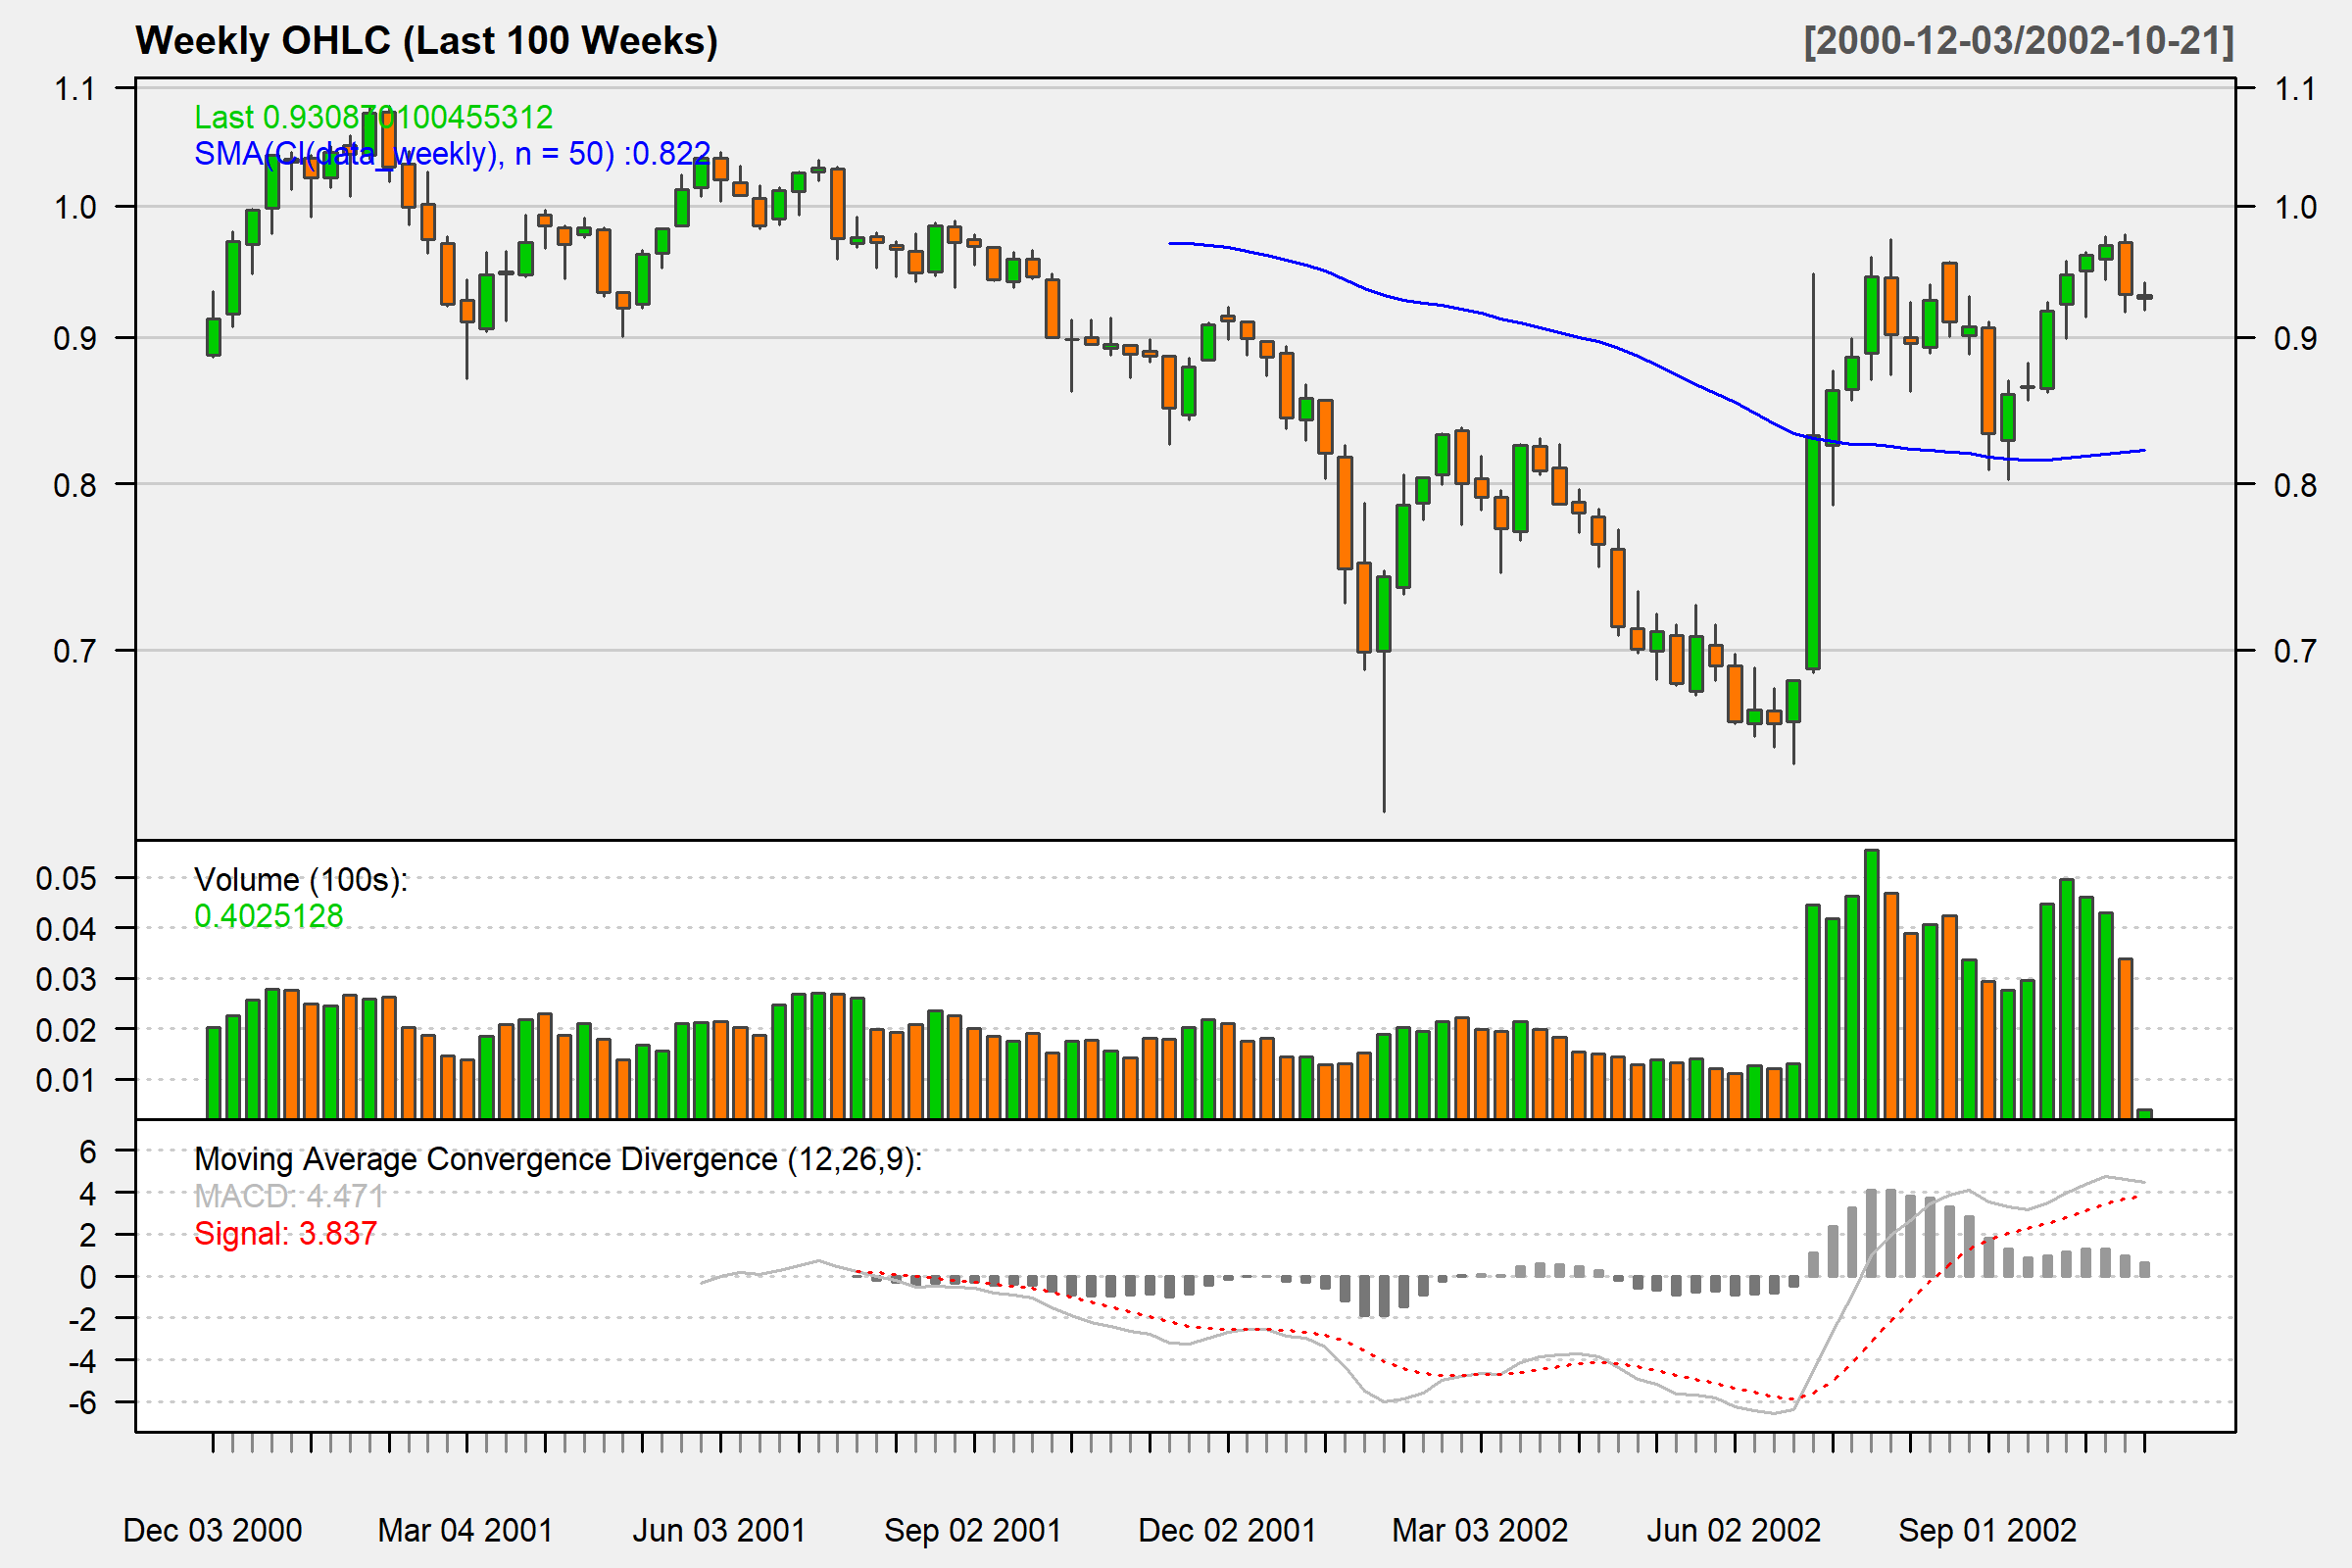 Weekly OHLC (Last 100 Weeks)
[2000-12-03/2002-10-21]
Last 0.930870100455312
SMA(Cl(data_weekly), n = 50) :0.822
1.1
1.0
0.9
0.8
0.7
1.1
1.0
0.9
0.8
0.7
Volume (100s):
0.4025128
0.05
0.04
0.03
0.02
0.01
Moving Average Convergence Divergence (12,26,9):
MACD: 4.471
Signal: 3.837
6
4
2
0
-2
-4
-6
Dec 03 2000
Mar 04 2001
Jun 03 2001
Sep 02 2001
Dec 02 2001
Mar 03 2002
Jun 02 2002
Sep 01 2002